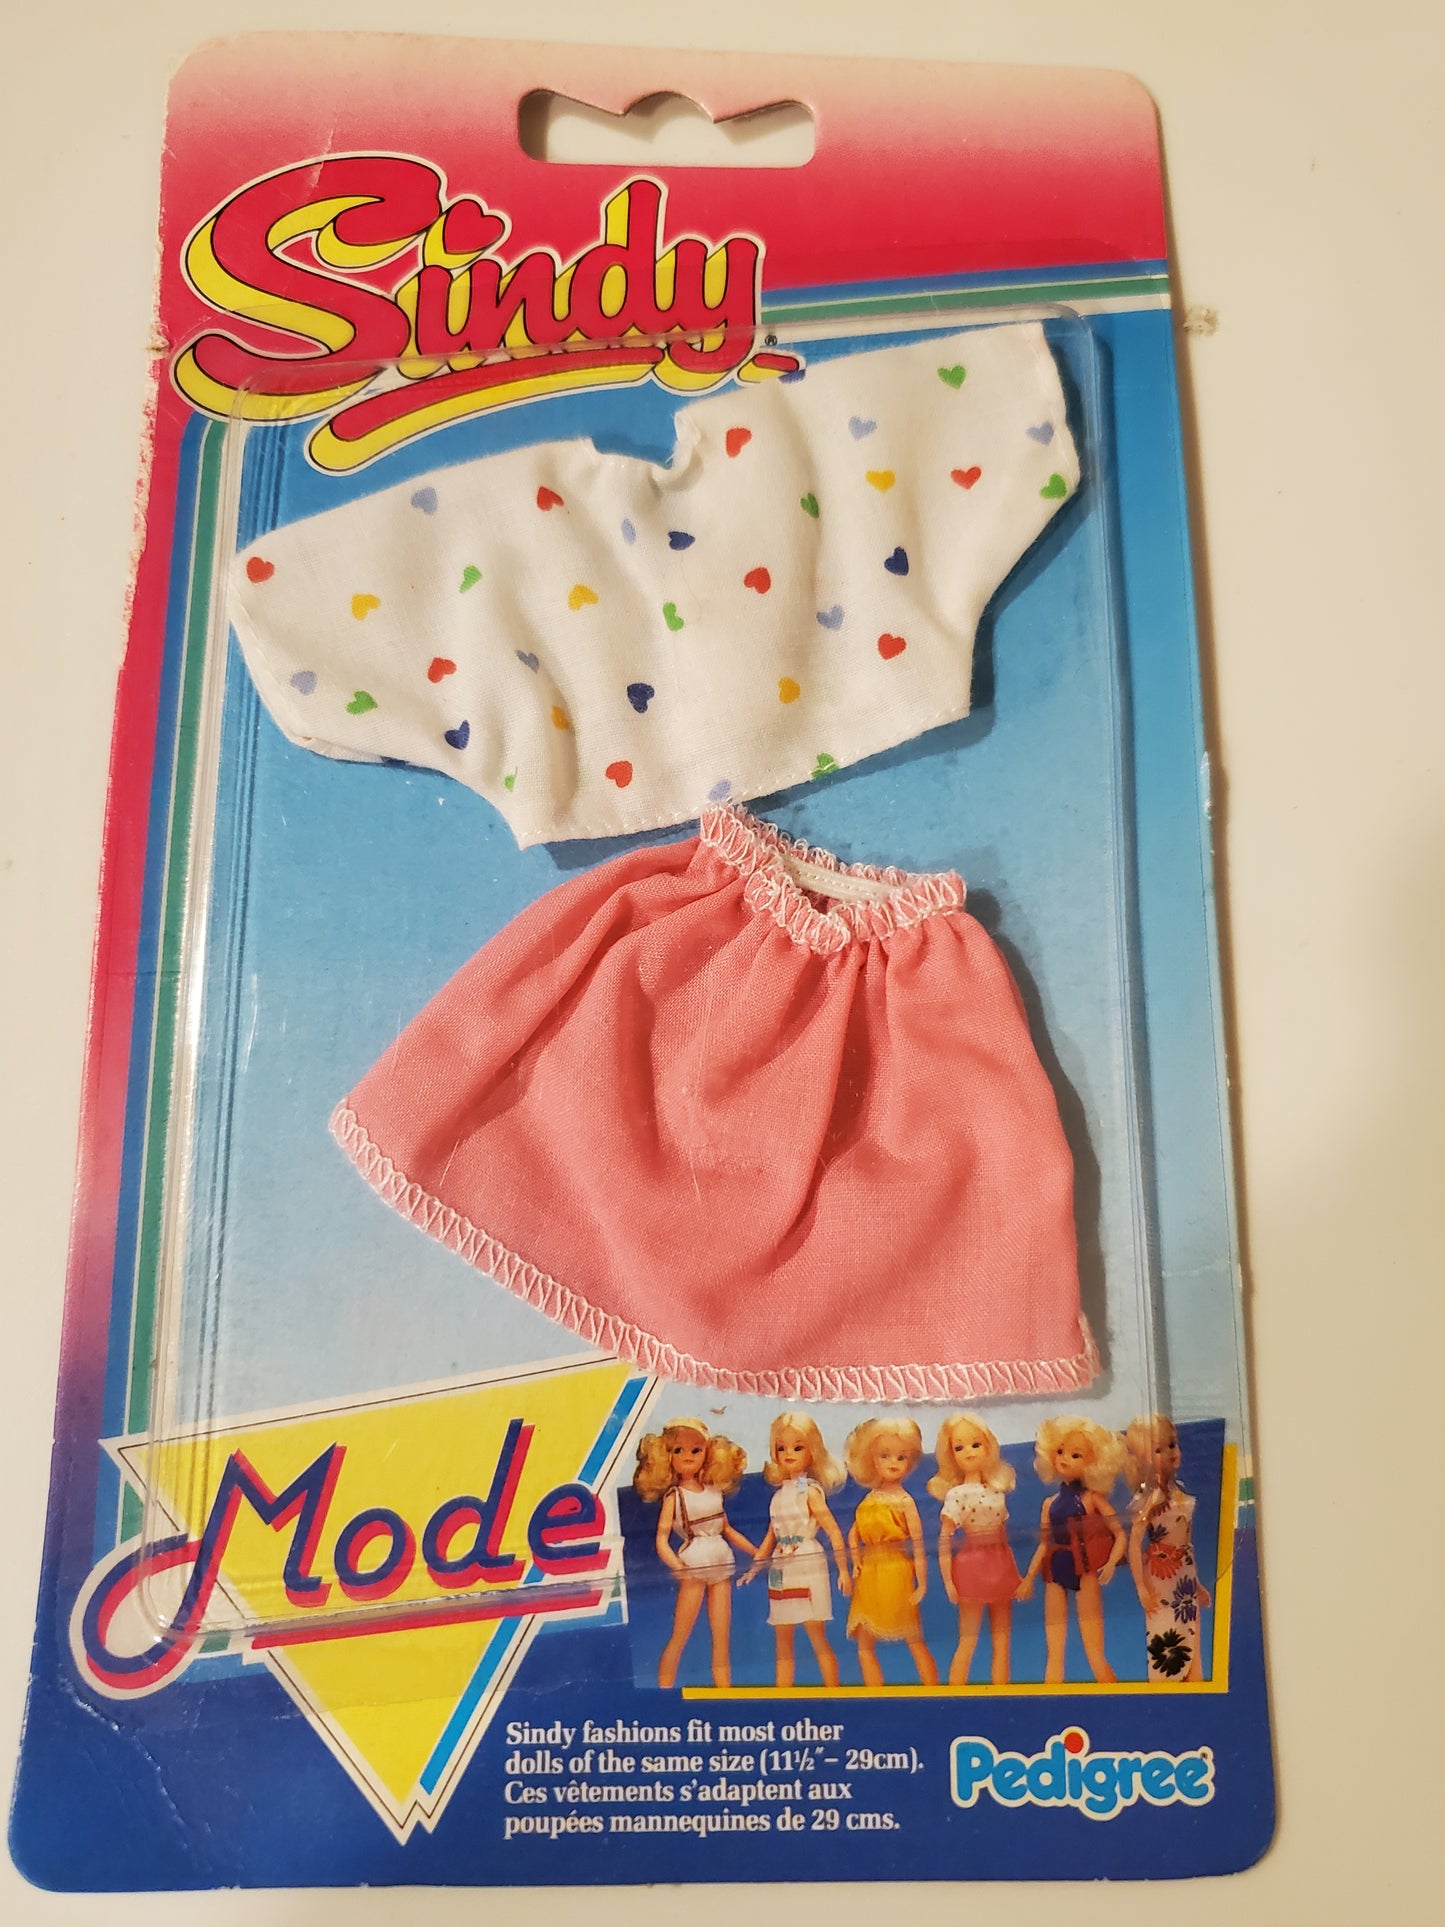 Sindy®
Mode
Sindy fashions fit most other
dolls of the same size (11½″ – 29cm).
Ces vêtements s'adaptent aux
poupées mannequines de 29 cms.
Pedigree